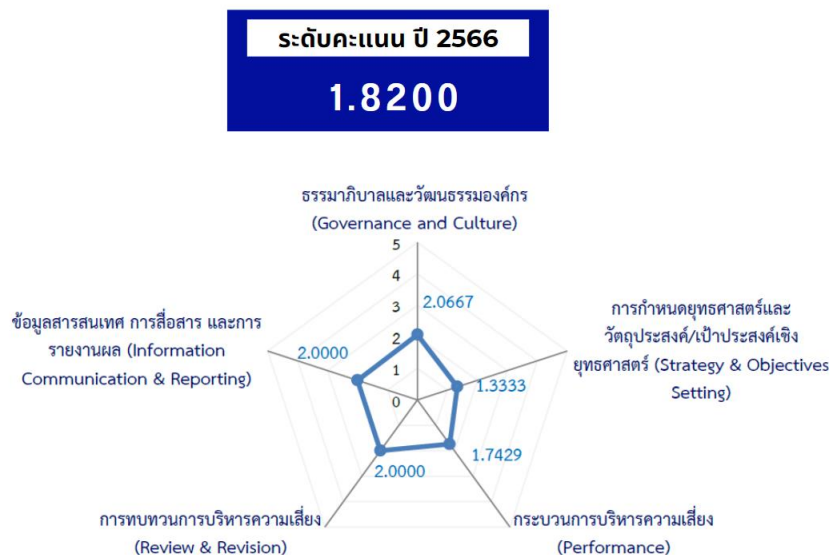 ระดับคะแนน ปี 2566
1.8200
ธรรมาภิบาลและวัฒนธรรมองค์กร
(Governance and Culture)
5
4
3
2
1
0
2.0667
การกำหนดยุทธศาสตร์และ
วัตถุประสงค์/เป้าประสงค์เชิง
ยุทธศาสตร์ (Strategy & Objectives
Setting)
1.3333
1.7429
กระบวนการบริหารความเสี่ยง
(Performance)
2.0000
การทบทวนการบริหารความเสี่ยง
(Review & Revision)
ข้อมูลสารสนเทศ การสื่อสาร และการ
รายงานผล (Information
Communication & Reporting)
2.0000